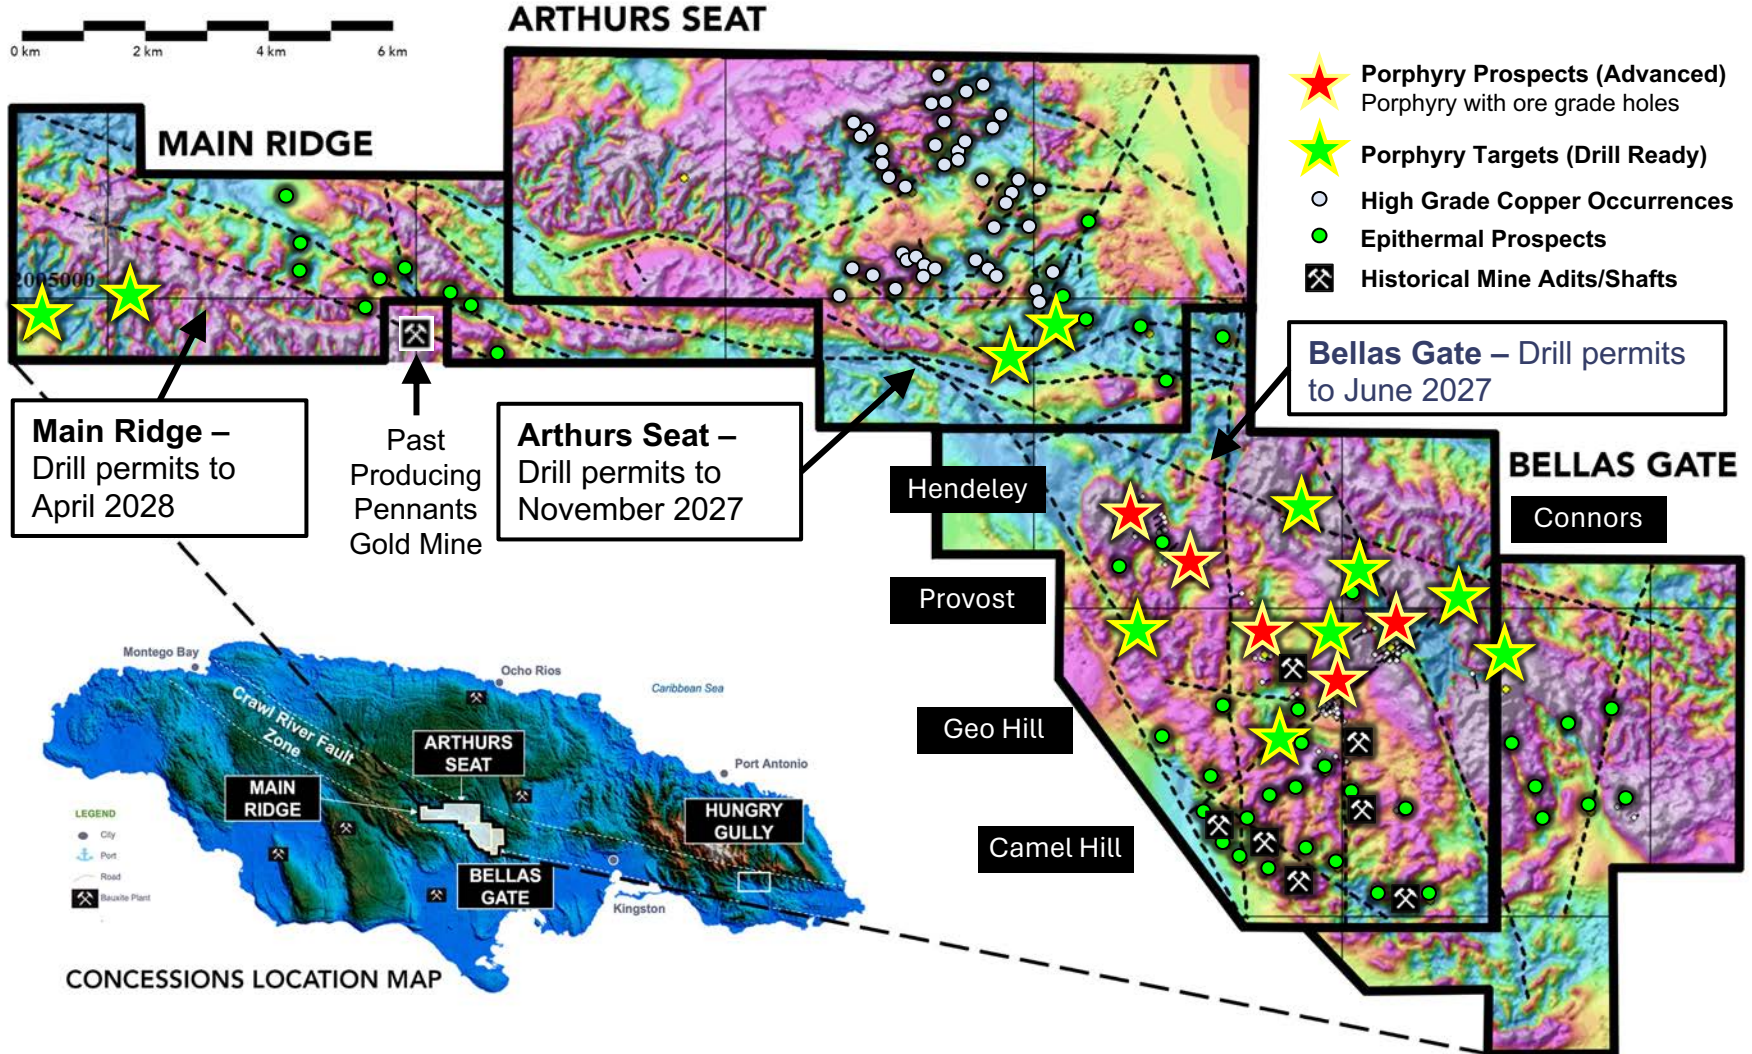 ARTHURS SEAT
0 km
2 km
4 km
6 km
MAIN RIDGE
Porphyry Prospects (Advanced)
Porphyry with ore grade holes
Porphyry Targets (Drill Ready)
High Grade Copper Occurrences
Epithermal Prospects
Historical Mine Adits/Shafts
2005000
Main Ridge –
Drill permits to
April 2028
Past
Producing
Pennants
Gold Mine
Arthurs Seat –
Drill permits to
November 2027
Bellas Gate – Drill permits
to June 2027
BELLAS GATE
Hendeley
Connors
Provost
Geo Hill
Camel Hill
Montego Bay
Ocho Rios
Caribbean Sea
Crawl River Fault
Zone
ARTHURS
SEAT
Port Antonio
MAIN
RIDGE
HUNGRY
GULLY
LEGEND
City
Port
Road
Bauxite Plant
BELLAS
GATE
Kingston
CONCESSIONS LOCATION MAP